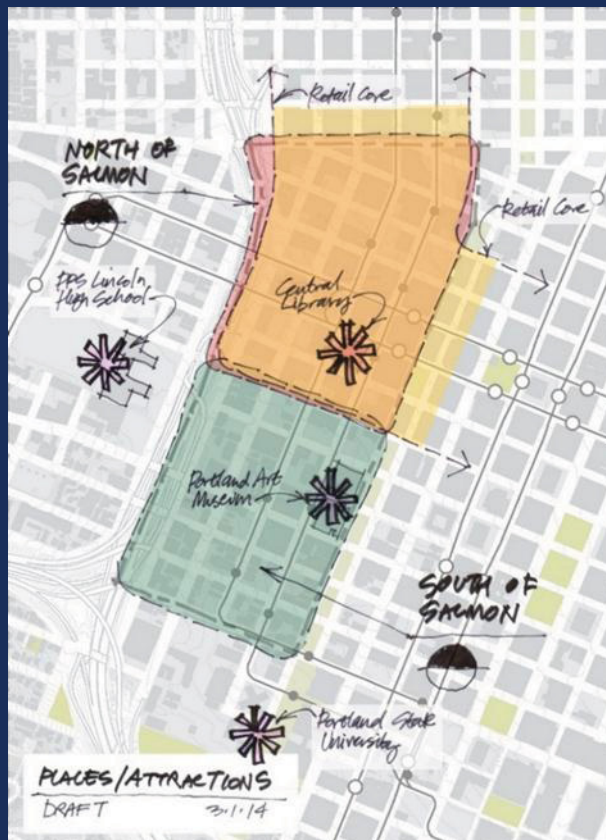 Retail Core
NORTH OF
SALMON
Retail Core
PPS Lincoln
High School
Central
Library
Portland Art
Museum
SOUTH OF
SALMON
Portland State
University
PLACES/ATTRACTIONS
DRAFT 3.1.14